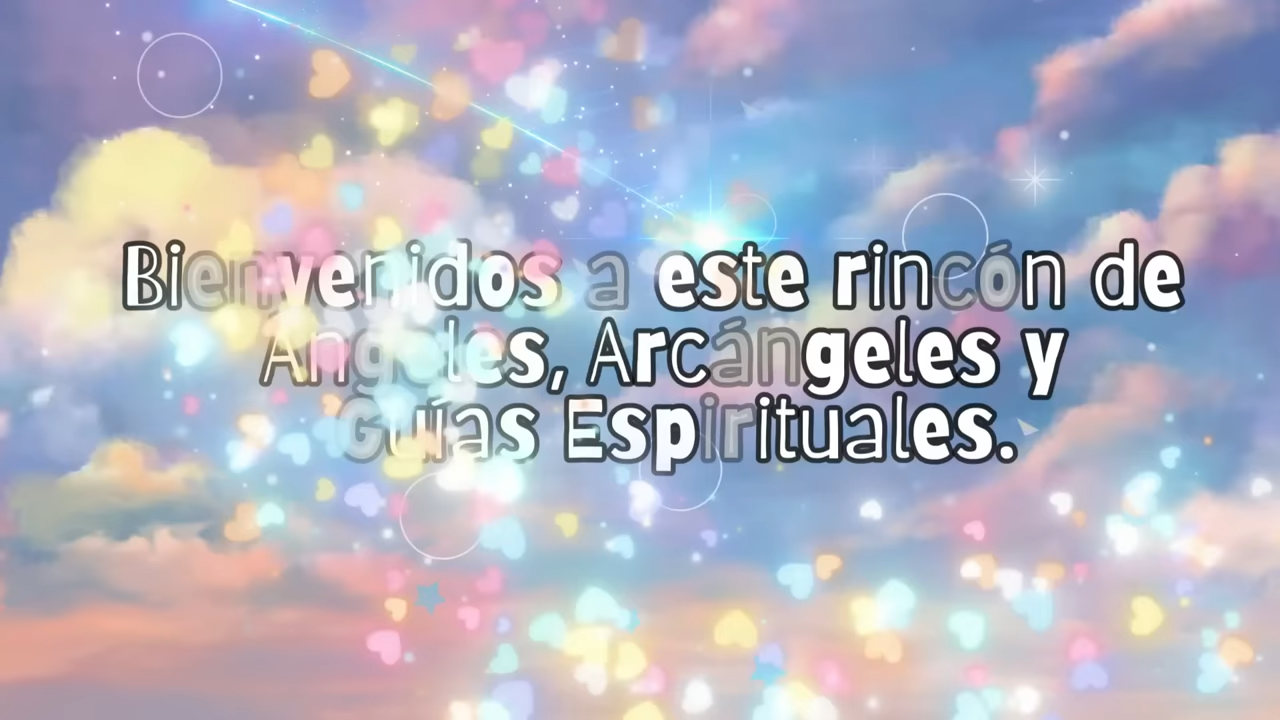 Bienvenidos a este rincón de
Ángeles, Arcángeles y
Guías Espirituales.